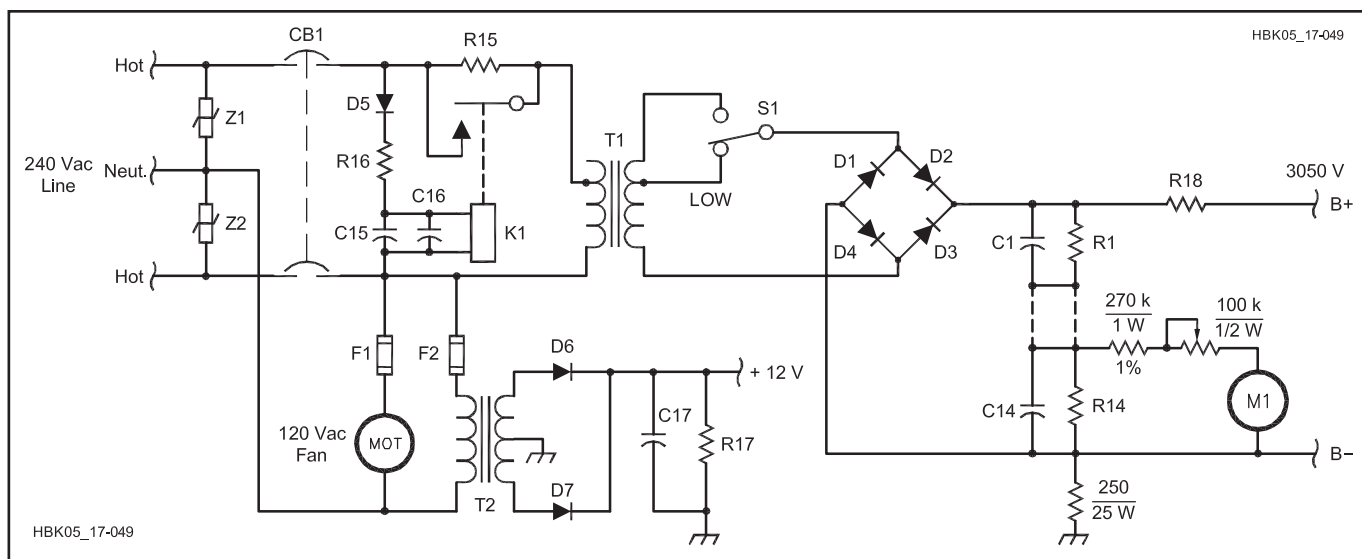 HBK05_17-049
CB1
R15
Hot
D5
Z1
R16
C16
240 Vac
Line
Neut.
Z2
C15
K1
Hot
T1
S1
LOW
D1
D2
D4
D3
3050 V
R18
B+
C1
R1
270 k
1 W
1%
100 k
1/2 W
C14
R14
M1
B–
250
25 W
F1
F2
D6
+ 12 V
120 Vac
Fan
MOT
C17
R17
T2
D7
HBK05_17-049